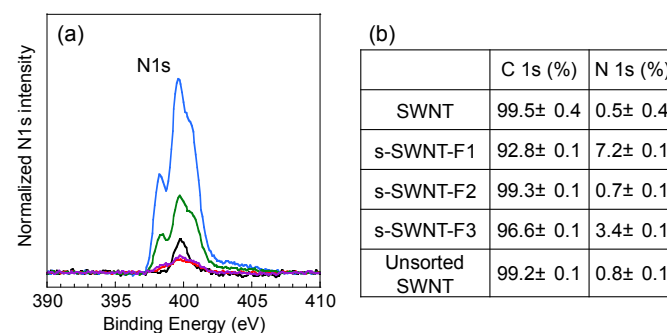 (a)
N1s
Normalized N1s intensity
390 395 400 405 410
Binding Energy (eV)
(b)
C 1s (%) N 1s (%)
SWNT 99.5± 0.4 0.5± 0.4
s-SWNT-F1 92.8± 0.1 7.2± 0.1
s-SWNT-F2 99.3± 0.1 0.7± 0.1
s-SWNT-F3 96.6± 0.1 3.4± 0.1
Unsorted
SWNT 99.2± 0.1 0.8± 0.1